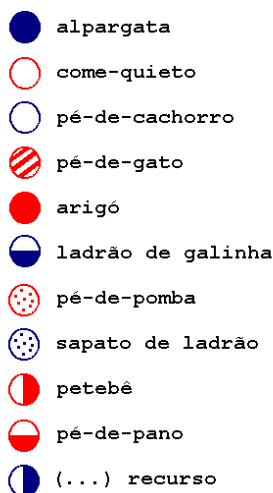 alpargata
come-quieto
pé-de-cachorro
pé-de-gato
arigó
ladrão de galinha
pé-de-pomba
sapato de ladrão
petebê
pé-de-pano
(...) recurso